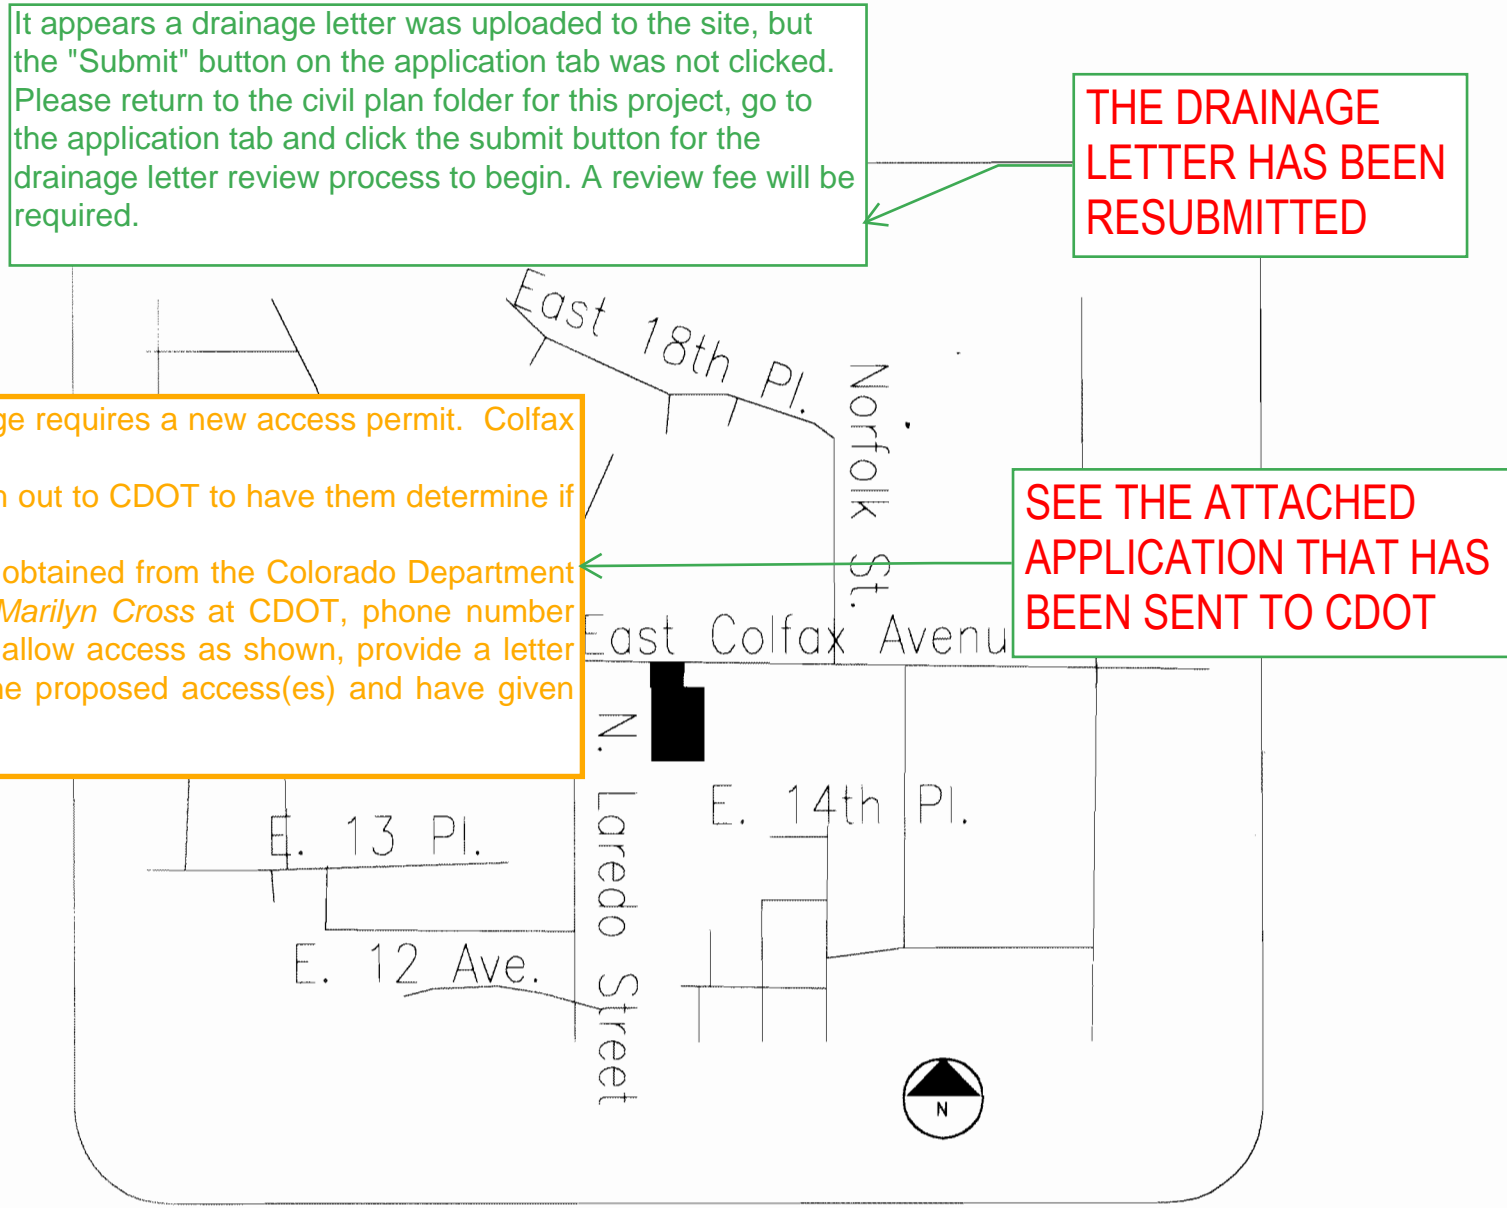 It appears a drainage letter was uploaded to the site, but
the "Submit" button on the application tab was not clicked.
Please return to the civil plan folder for this project, go to
the application tab and click the submit button for the
drainage letter review process to begin. A review fee will be
required.
THE DRAINAGE
LETTER HAS BEEN
RESUBMITTED
East 18th Pl.
Norfolk St.
ge requires a new access permit. Colfax
n out to CDOT to have them determine if
obtained from the Colorado Department
Marilyn Cross at CDOT, phone number
allow access as shown, provide a letter
he proposed access(es) and have given
SEE THE ATTACHED
APPLICATION THAT HAS
BEEN SENT TO CDOT
East Colfax Avenu
N. Laredo Street
E. 14th Pl.
E. 13 Pl.
E. 12 Ave.
N